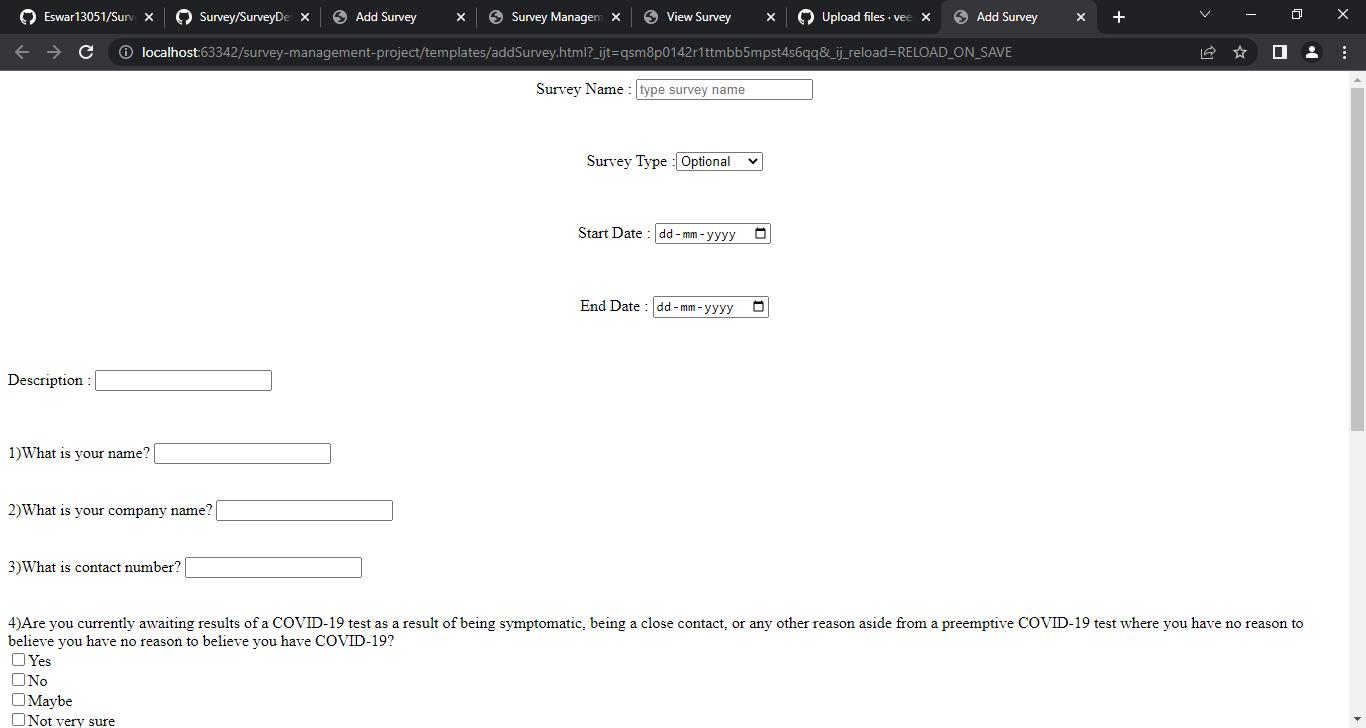 Eswar13051/Surv
Survey/SurveyDet
Add Survey
Survey Managem
View Survey
Upload files · vee
Add Survey
localhost:63342/survey-management-project/templates/addSurvey.html?_ijt=qsm8p0142r1ttmbb5mpst4s6qq&_ij_reload=RELOAD_ON_SAVE
Survey Name : type survey name
Survey Type :Optional
Start Date : dd-mm-yyyy
End Date : dd-mm-yyyy
Description :
1)What is your name?
2)What is your company name?
3)What is contact number?
4)Are you currently awaiting results of a COVID-19 test as a result of being symptomatic, being a close contact, or any other reason aside from a preemptive COVID-19 test where you have no reason to
believe you have no reason to believe you have COVID-19?
Yes
No
Maybe
Not very sure